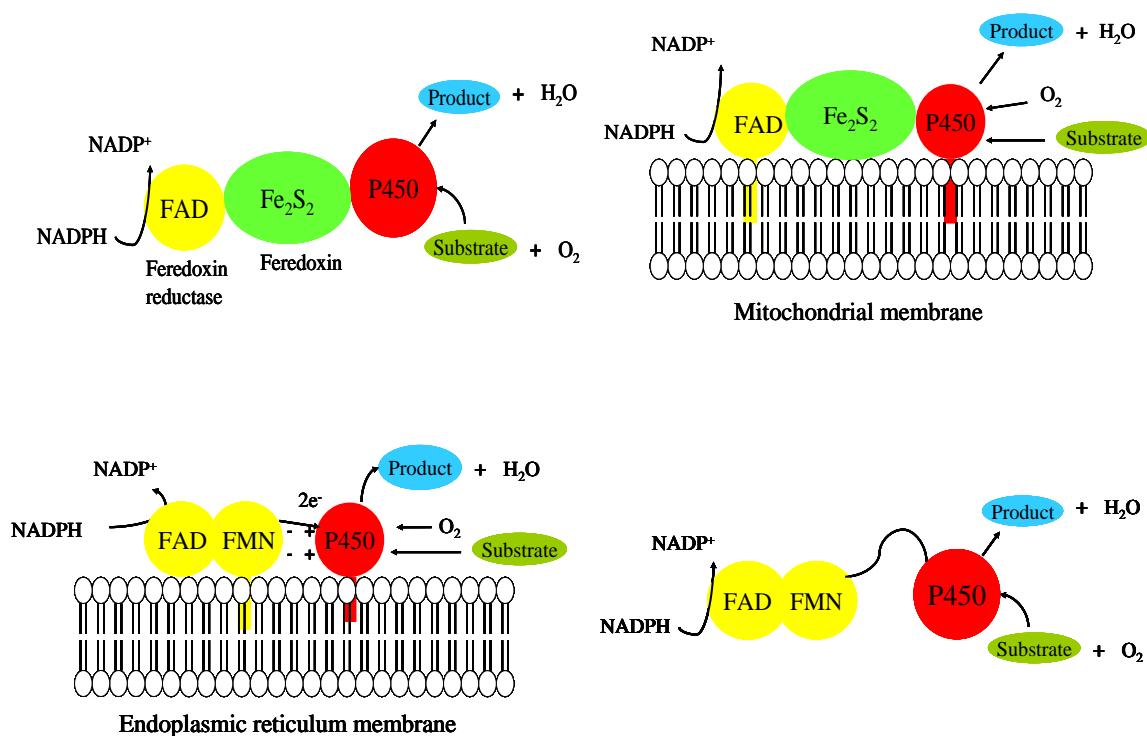 Product + H₂O
NADP⁺
FAD
Fe₂S₂
P450
NADPH
Substrate + O₂
Feredoxin
reductase
Feredoxin
Product + H₂O
NADP⁺
O₂
NADPH
FAD
Fe₂S₂
P450
Substrate
Mitochondrial membrane
Product + H₂O
NADP⁺
2e⁻
NADPH
FAD
FMN
- +
- +
P450
O₂
Substrate
Endoplasmic reticulum membrane
Product + H₂O
NADP⁺
FAD
FMN
P450
NADPH
Substrate + O₂